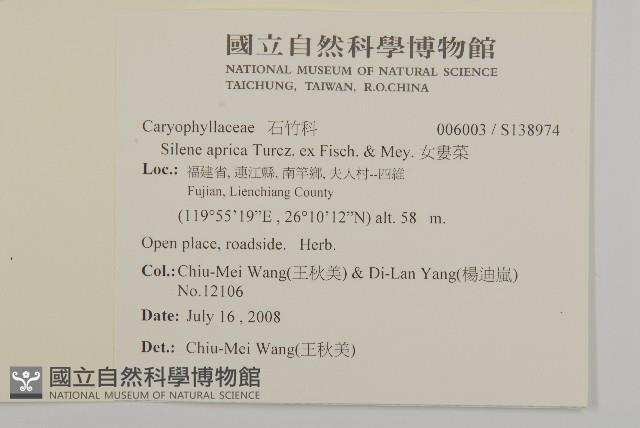 國立自然科學博物館
NATIONAL MUSEUM OF NATURAL SCIENCE
TAICHUNG, TAIWAN, R.O.CHINA
Caryophyllaceae 石竹科 006003 / S138974
Silene aprica Turcz. ex Fisch. & Mey. 女婁菜
Loc.: 福建省, 連江縣, 南竿鄉, 夫人村--四維
Fujian, Lienchiang County
(119°55'19"E , 26°10'12"N) alt. 58 m.
Open place, roadside. Herb.
Col.: Chiu-Mei Wang(王秋美) & Di-Lan Yang(楊迪嵐)
No.12106
Date: July 16 , 2008
Det.: Chiu-Mei Wang(王秋美)
國立自然科學博物館
NATIONAL MUSEUM OF NATURAL SCIENCE